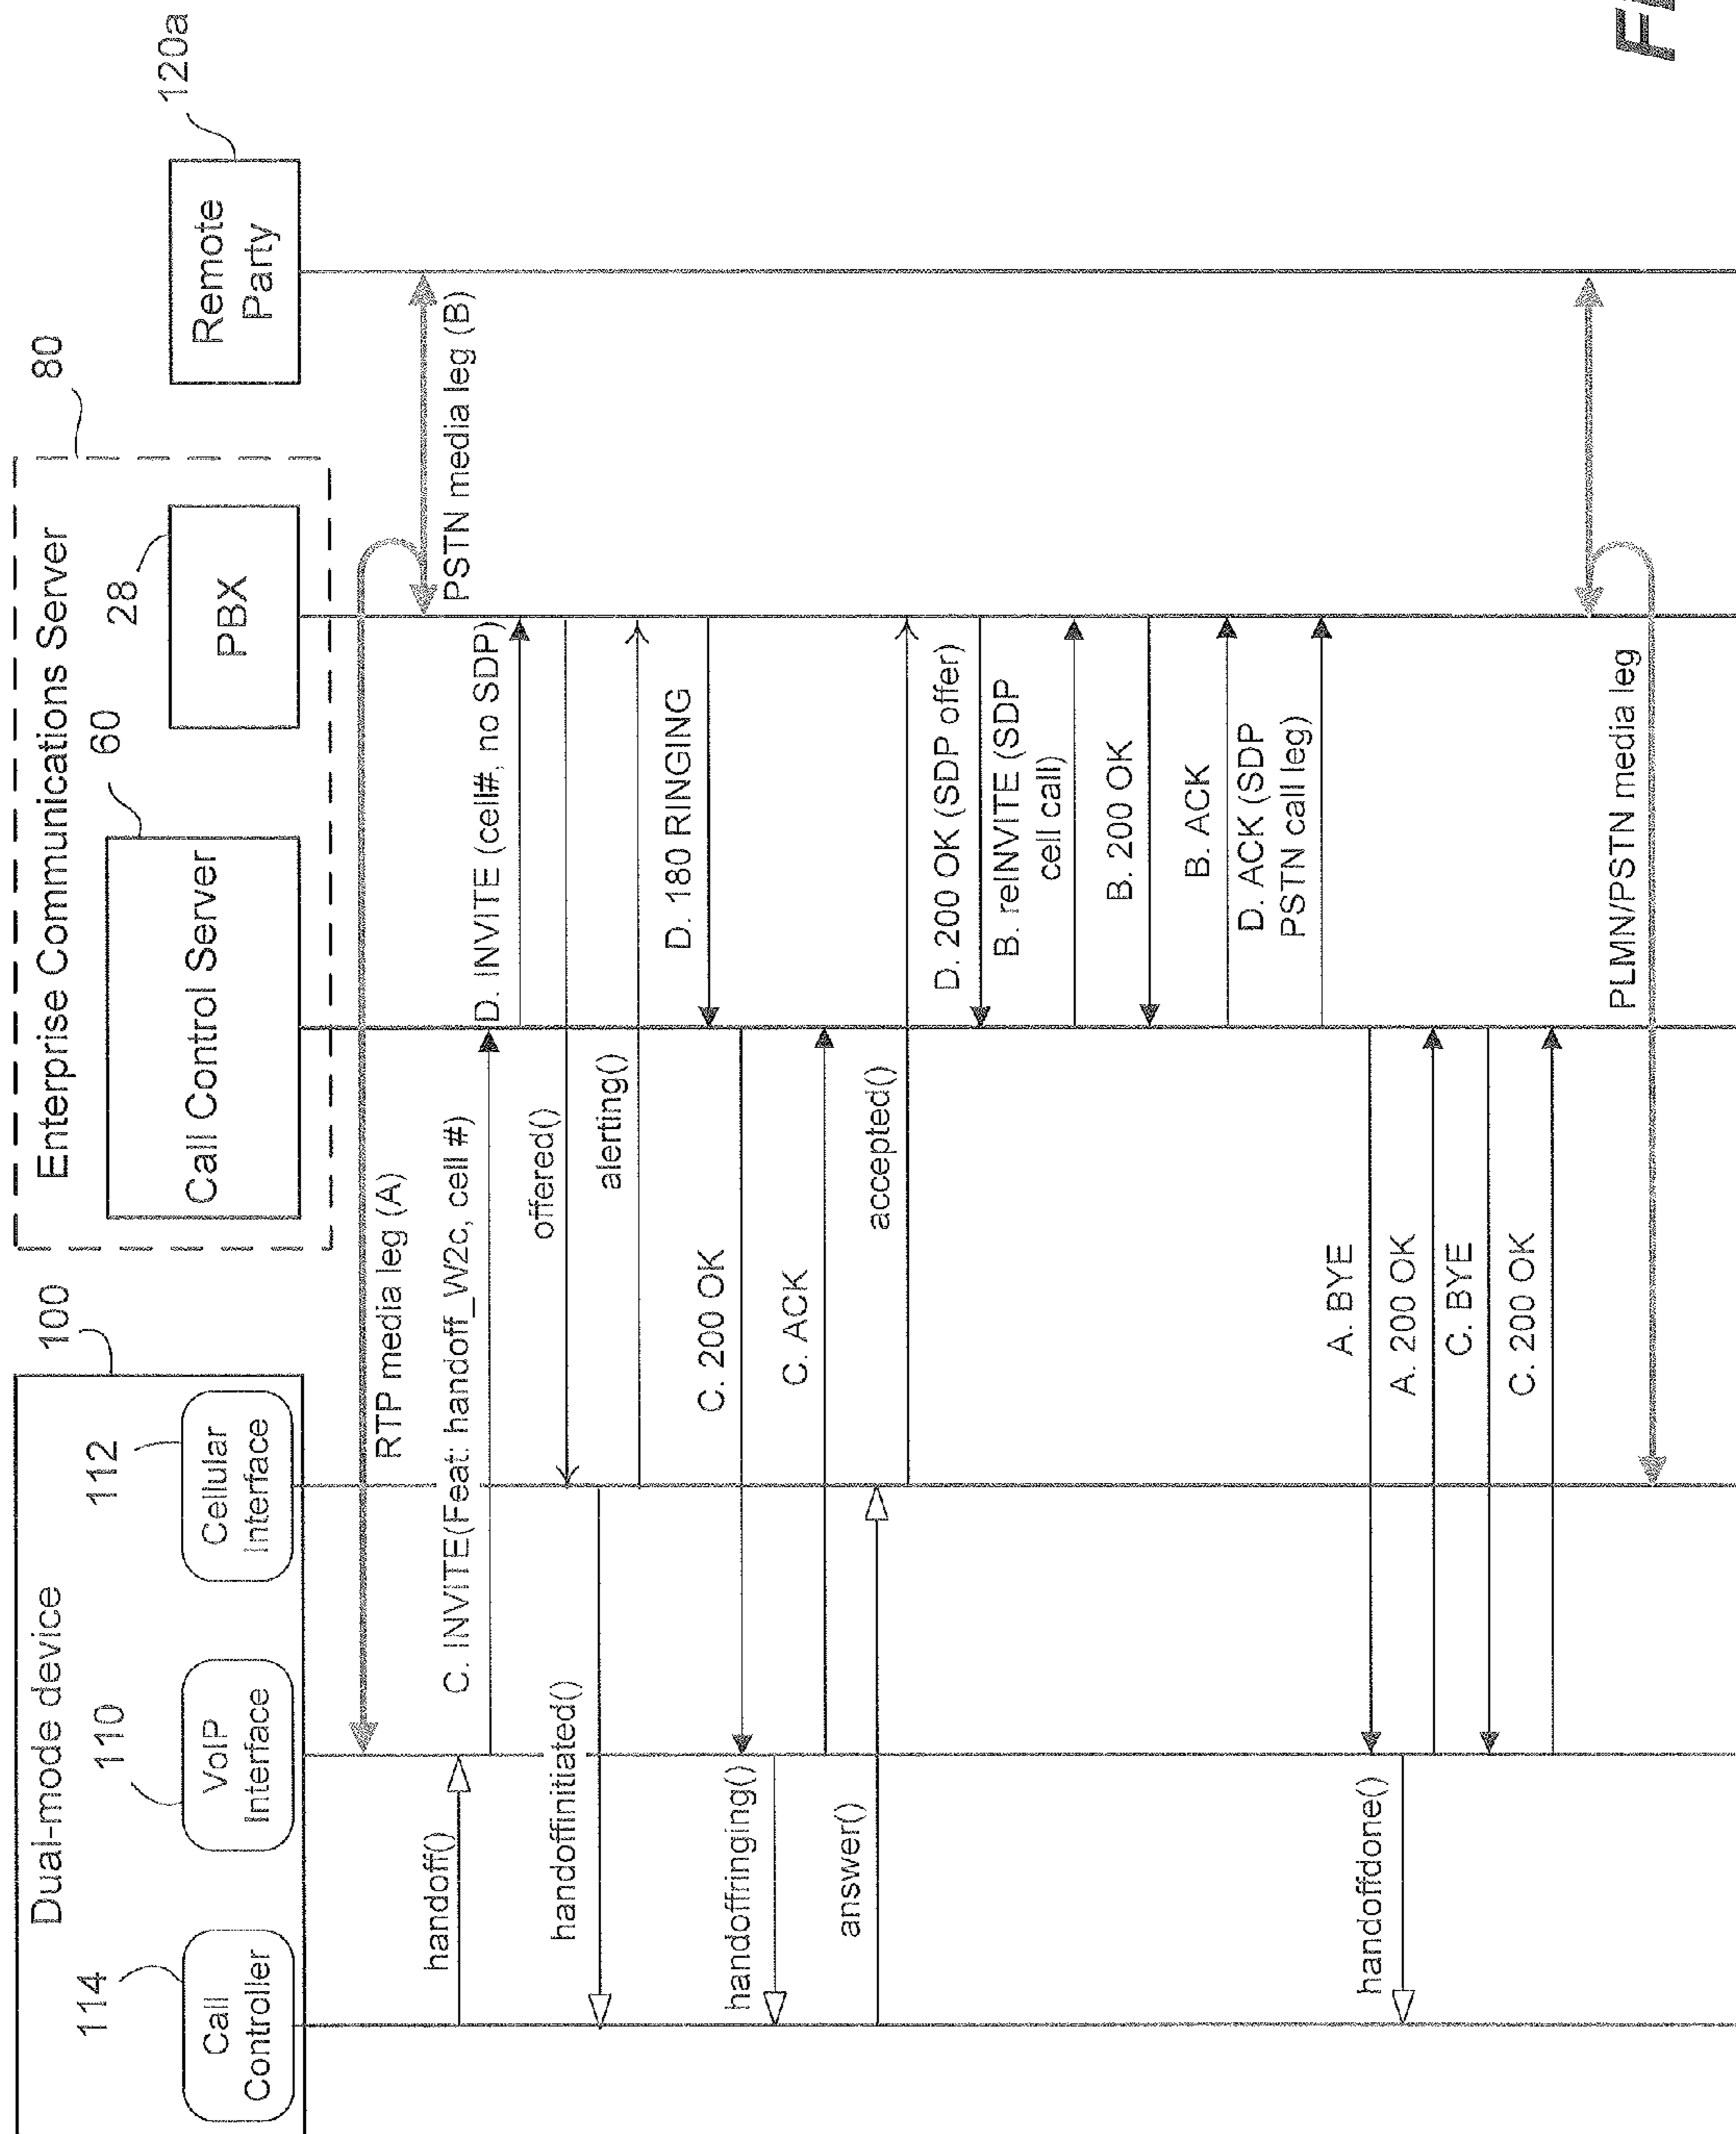 Dual-mode device
100
114
Call
Controller
110
VoIP
Interface
112
Cellular
Interface
Enterprise Communications Server
80
60
Call Control Server
28
PBX
120a
Remote
Party
RTP media leg (A)
PSTN media leg (B)
handoff()
C. INVITE(Feat: handoff_W2c, cell #)
D. INVITE (cell#, no SDP)
offered()
handoffinitiated()
alerting()
D. 180 RINGING
C. 200 OK
handoffringing()
C. ACK
answer()
accepted()
D. 200 OK (SDP offer)
B. reINVITE (SDP
cell call)
B. 200 OK
B. ACK
D. ACK (SDP
PSTN call leg)
A. BYE
handoffdone()
A. 200 OK
C. BYE
C. 200 OK
PLMN/PSTN media leg